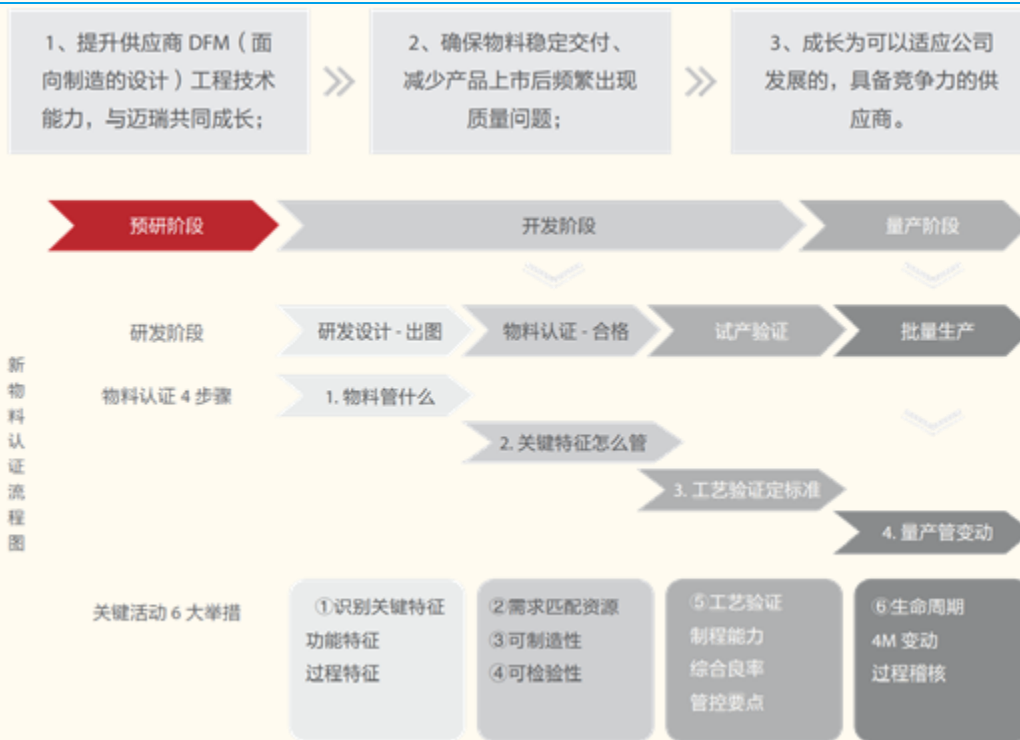 1、提升供应商 DFM（面
向制造的设计）工程技术
能力，与迈瑞共同成长；
2、确保物料稳定交付、
减少产品上市后频繁出现
质量问题；
3、成长为可以适应公司
发展的，具备竞争力的供
应商。
预研阶段
开发阶段
量产阶段
研发阶段
研发设计 - 出图
物料认证 - 合格
试产验证
批量生产
新物料认证流程图
物料认证 4 步骤
1. 物料管什么
2. 关键特征怎么管
3. 工艺验证定标准
4. 量产管变动
关键活动 6 大举措
①识别关键特征
功能特征
过程特征
②需求匹配资源
③可制造性
④可检验性
⑤工艺验证
制程能力
综合良率
管控要点
⑥生命周期
4M 变动
过程稽核